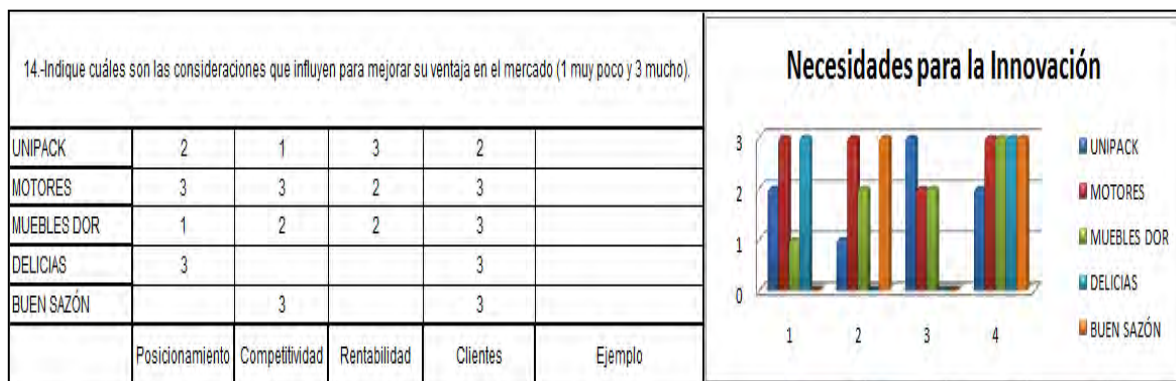 14.-Indique cuáles son las consideraciones que influyen para mejorar su ventaja en el mercado (1 muy poco y 3 mucho).
UNIPACK 2 1 3 2
MOTORES 3 3 2 3
MUEBLES DOR 1 2 2 3
DELICIAS 3 3
BUEN SAZÓN 3 3
Posicionamiento Competitividad Rentabilidad Clientes Ejemplo
Necesidades para la Innovación
3
2
1
0
1 2 3 4
UNIPACK
MOTORES
MUEBLES DOR
DELICIAS
BUEN SAZÓN